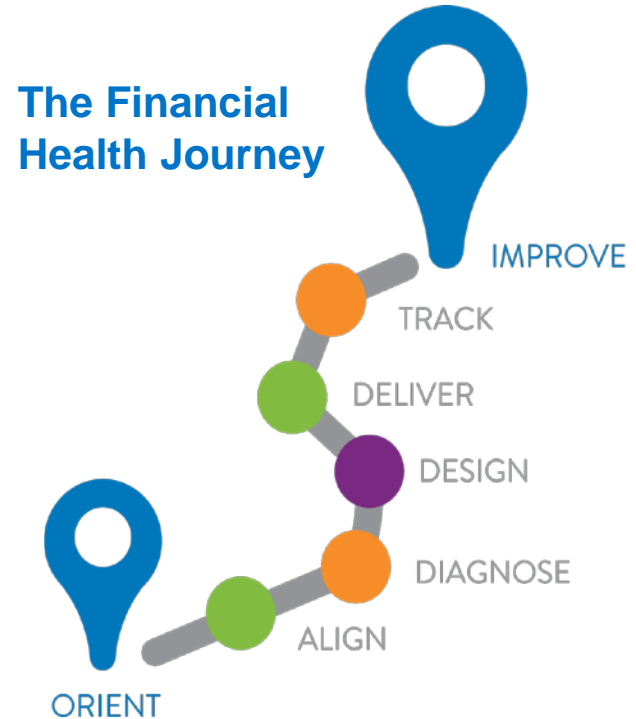 The Financial
Health Journey
IMPROVE
TRACK
DELIVER
DESIGN
DIAGNOSE
ALIGN
ORIENT